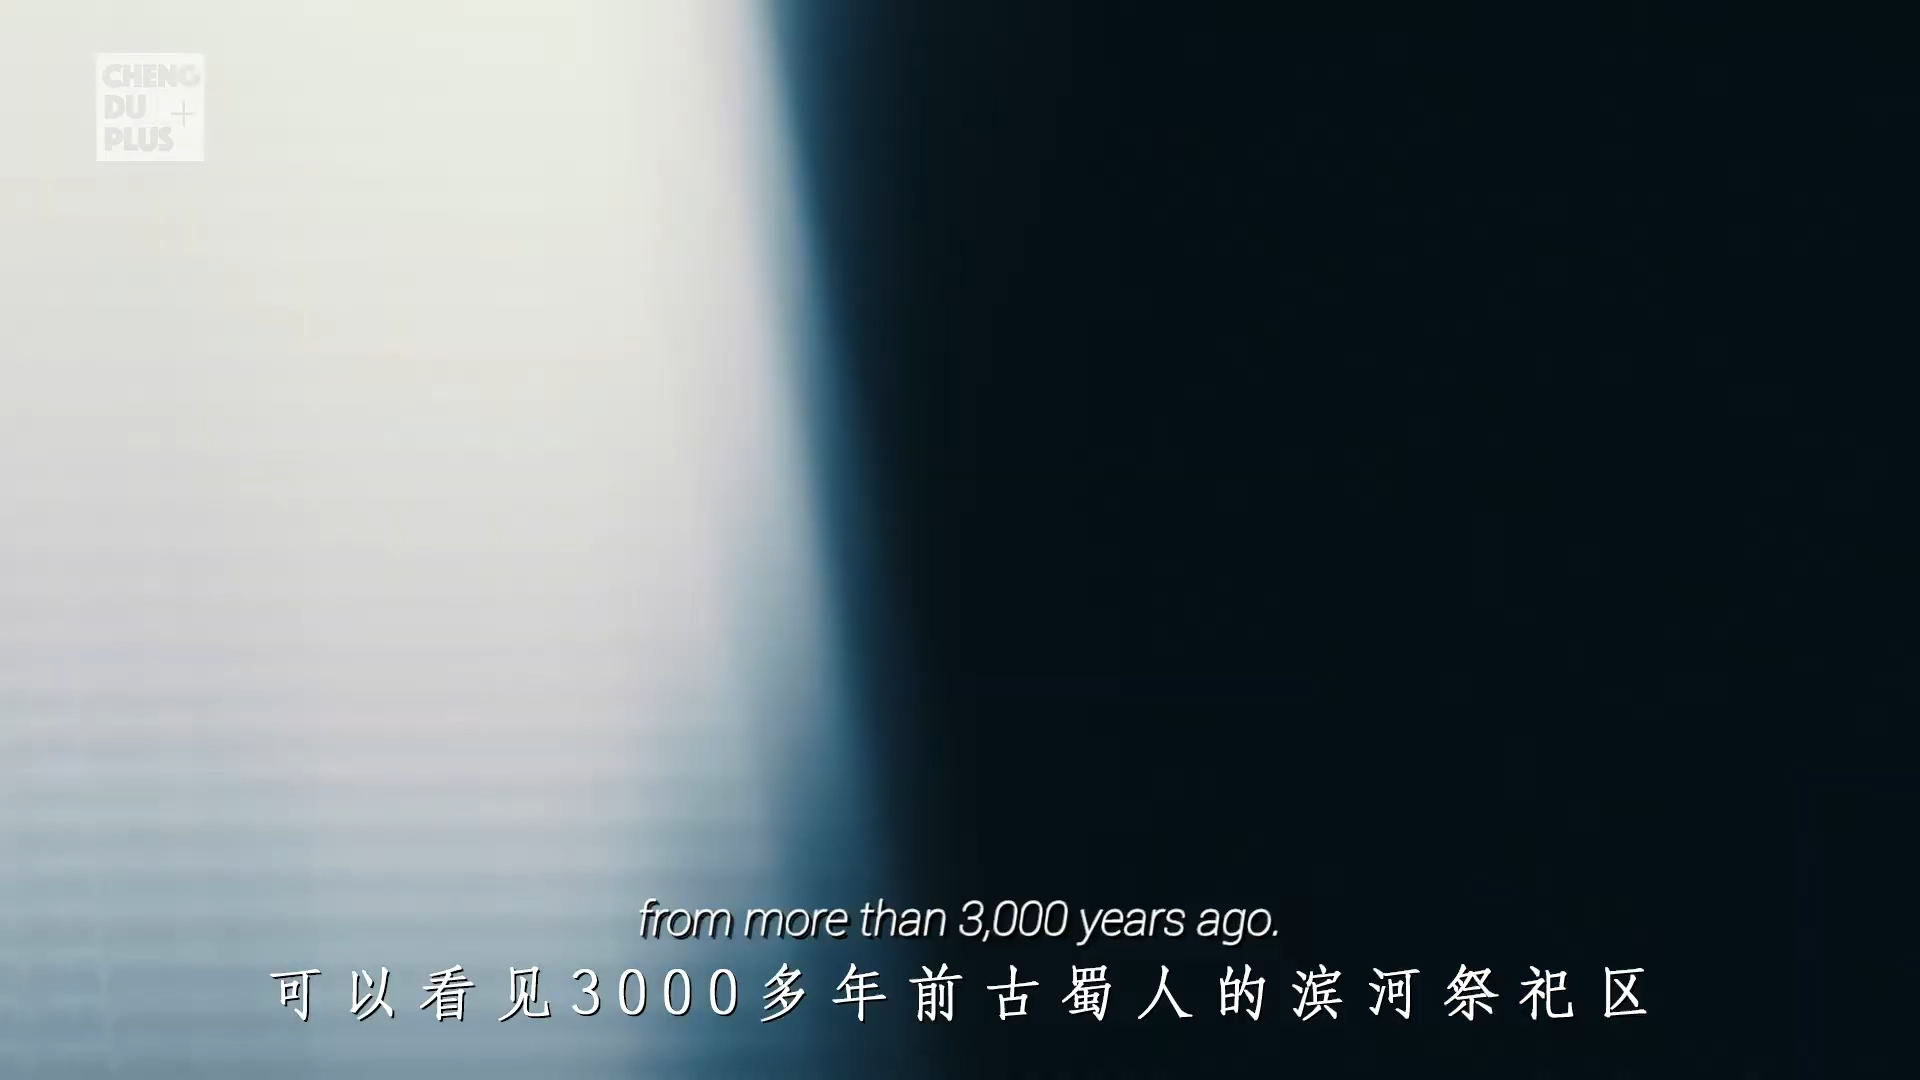 CHENG
DU +
PLUS
from more than 3,000 years ago.
可以看见3000多年前古蜀人的滨河祭祀区